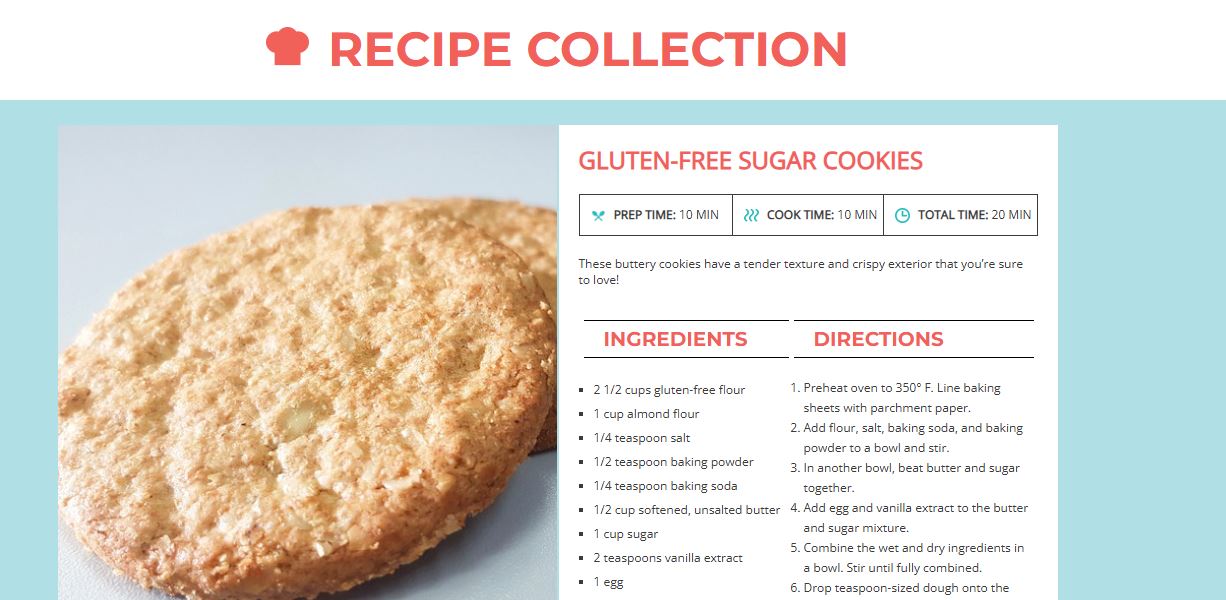 RECIPE COLLECTION
GLUTEN-FREE SUGAR COOKIES
PREP TIME: 10 MIN
COOK TIME: 10 MIN
TOTAL TIME: 20 MIN
These buttery cookies have a tender texture and crispy exterior that you’re sure
to love!
INGREDIENTS
2 1/2 cups gluten-free flour
1 cup almond flour
1/4 teaspoon salt
1/2 teaspoon baking powder
1/4 teaspoon baking soda
1/2 cup softened, unsalted butter
1 cup sugar
2 teaspoons vanilla extract
1 egg
DIRECTIONS
1. Preheat oven to 350° F. Line baking
sheets with parchment paper.
2. Add flour, salt, baking soda, and baking
powder to a bowl and stir.
3. In another bowl, beat butter and sugar
together.
4. Add egg and vanilla extract to the butter
and sugar mixture.
5. Combine the wet and dry ingredients in
a bowl. Stir until fully combined.
6. Drop teaspoon-sized dough onto the